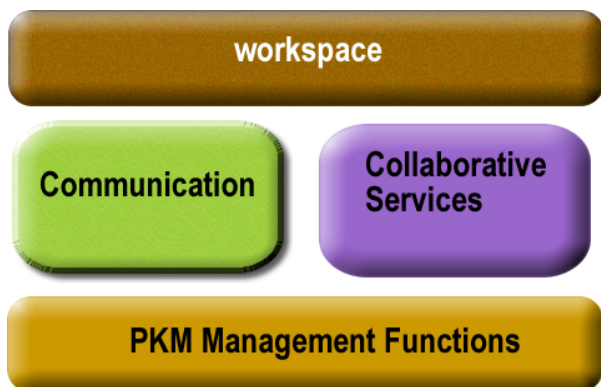 workspace
Communication
Collaborative
Services
PKM Management Functions